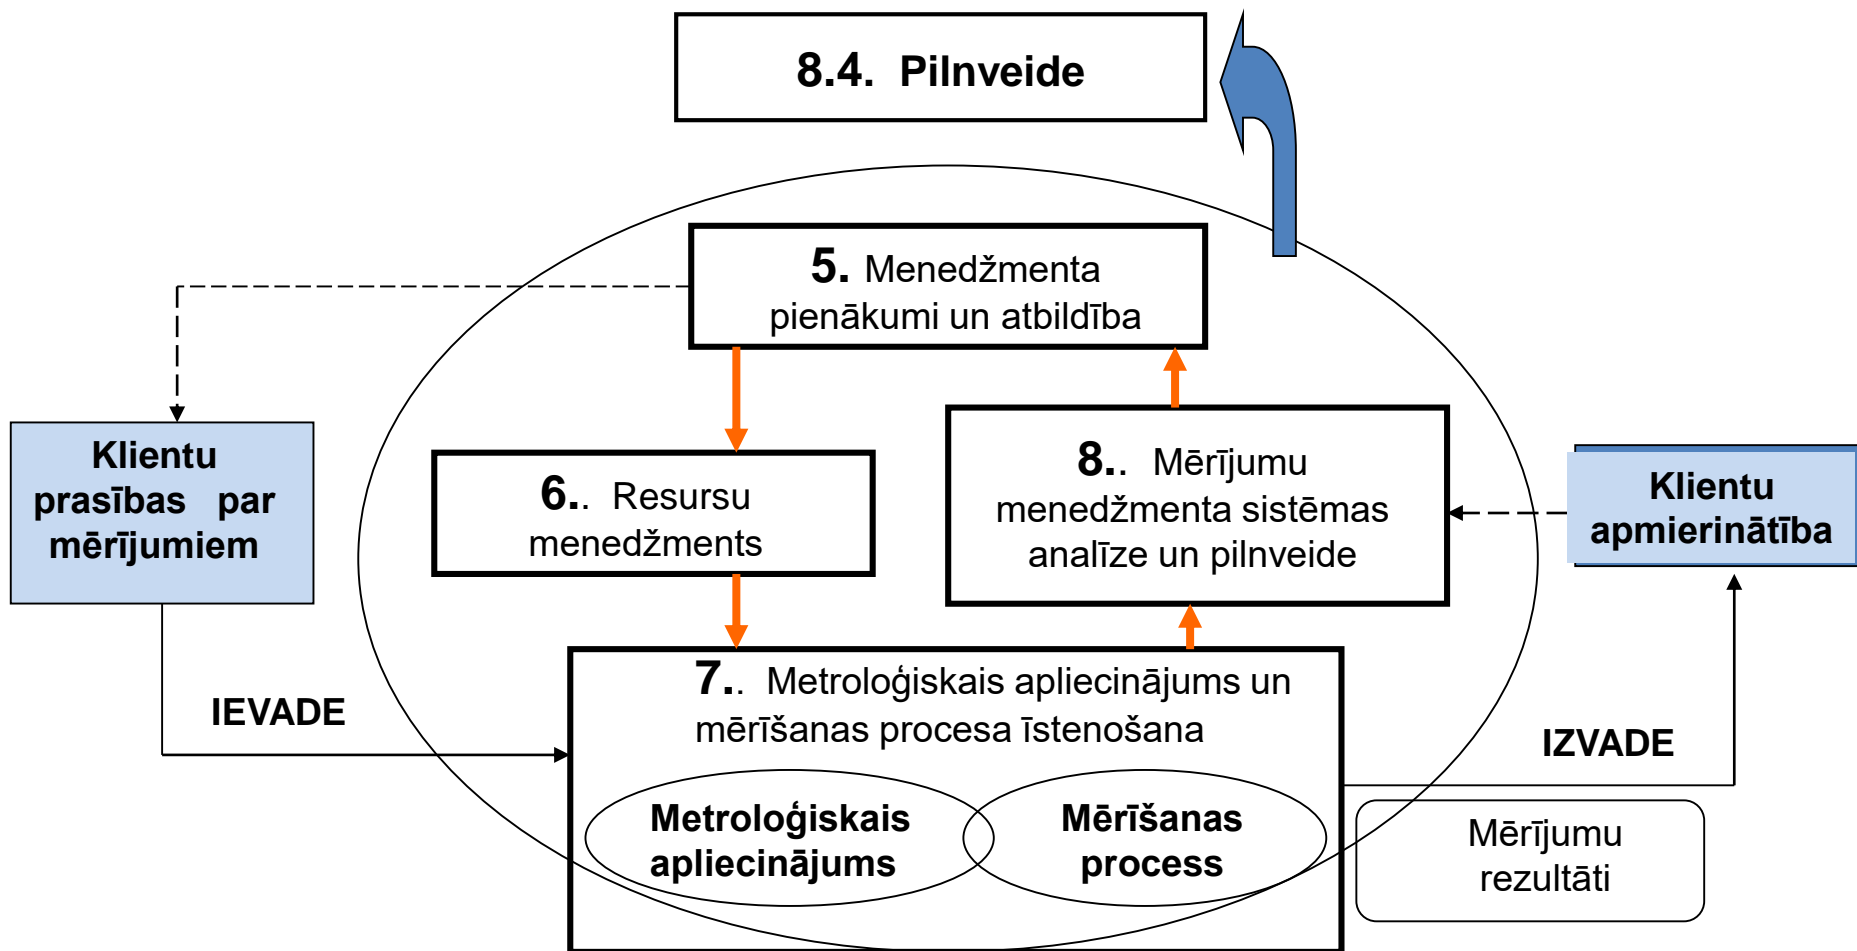 8.4. Pilnveide
5. Menedžmenta
pienākumi un atbildība
Klientu
prasības par
mērījumiem
6.. Resursu
menedžments
8.. Mērījumu
menedžmenta sistēmas
analīze un pilnveide
Klientu
apmierinātība
7.. Metroloģiskais apliecinājums un
mērīšanas procesa īstenošana
IEVADE
IZVADE
Metroloģiskais
apliecinājums
Mērīšanas
process
Mērījumu
rezultāti